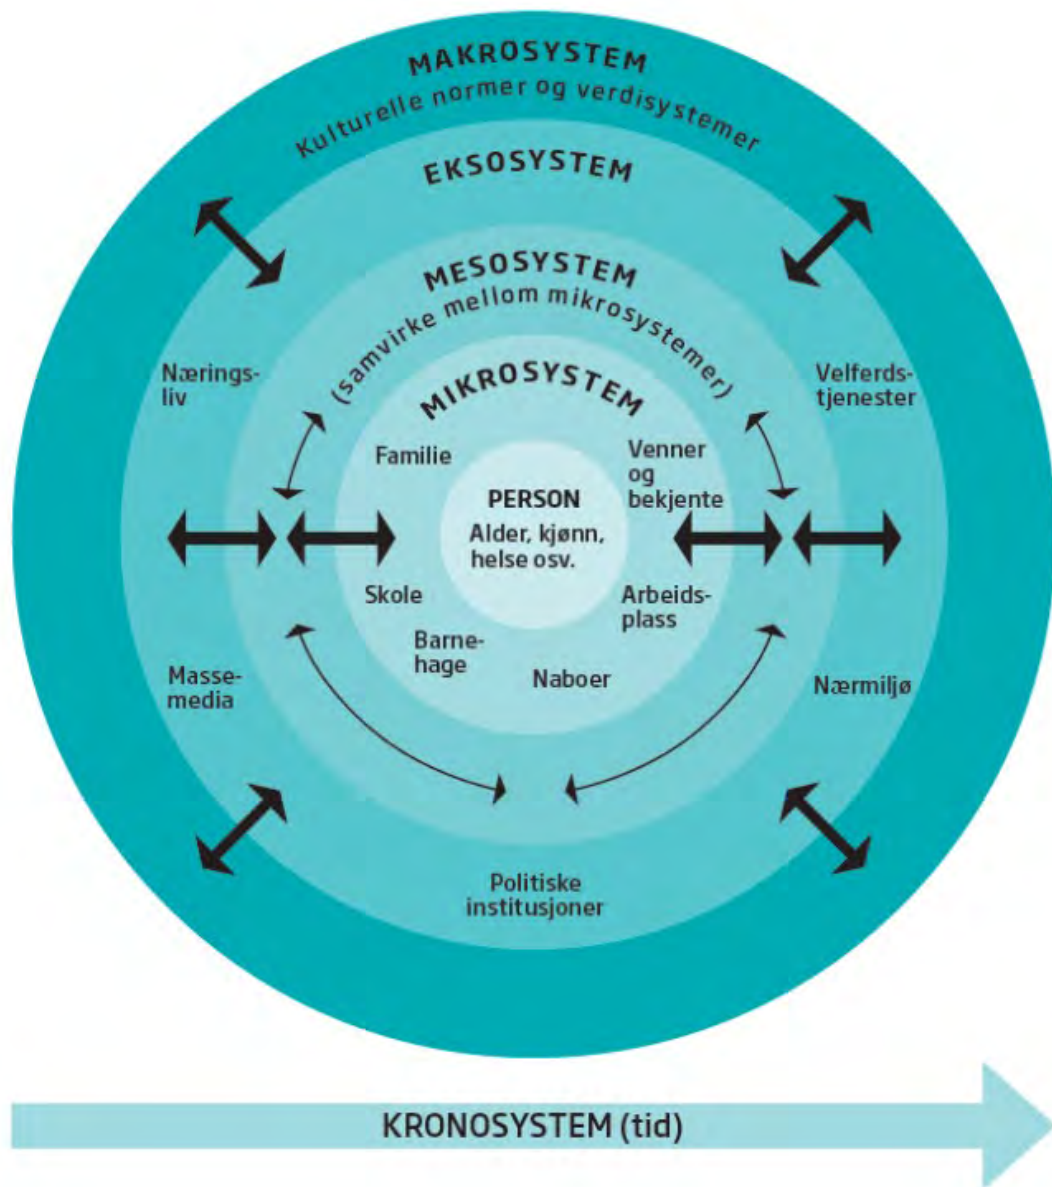 MAKROSYSTEM
Kulturelle normer og verdisystemer
EKSOSYSTEM
MESOSYSTEM
(samvirke mellom mikrosystemer)
MIKROSYSTEM
Nærings-
liv
Velferds-
tjenester
Familie
Venner
og
bekjente
PERSON
Alder, kjønn,
helse osv.
Skole
Arbeids-
plass
Barne-
hage
Naboer
Masse-
media
Nærmiljø
Politiske
institusjoner
KRONOSYSTEM (tid)